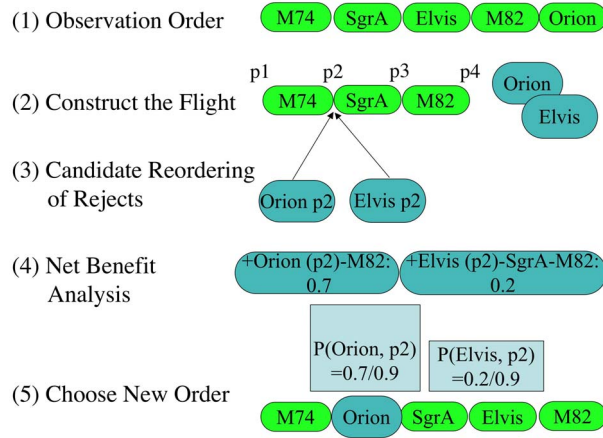 (1) Observation Order
M74 SgrA Elvis M82 Orion
p1 p2 p3 p4
(2) Construct the Flight
M74 SgrA M82
Orion
Elvis
(3) Candidate Reordering
of Rejects
Orion p2 Elvis p2
(4) Net Benefit
Analysis
+Orion (p2)-M82:
0.7
+Elvis (p2)-SgrA-M82:
0.2
P(Orion, p2)
=0.7/0.9
P(Elvis, p2)
=0.2/0.9
(5) Choose New Order
M74 Orion SgrA Elvis M82